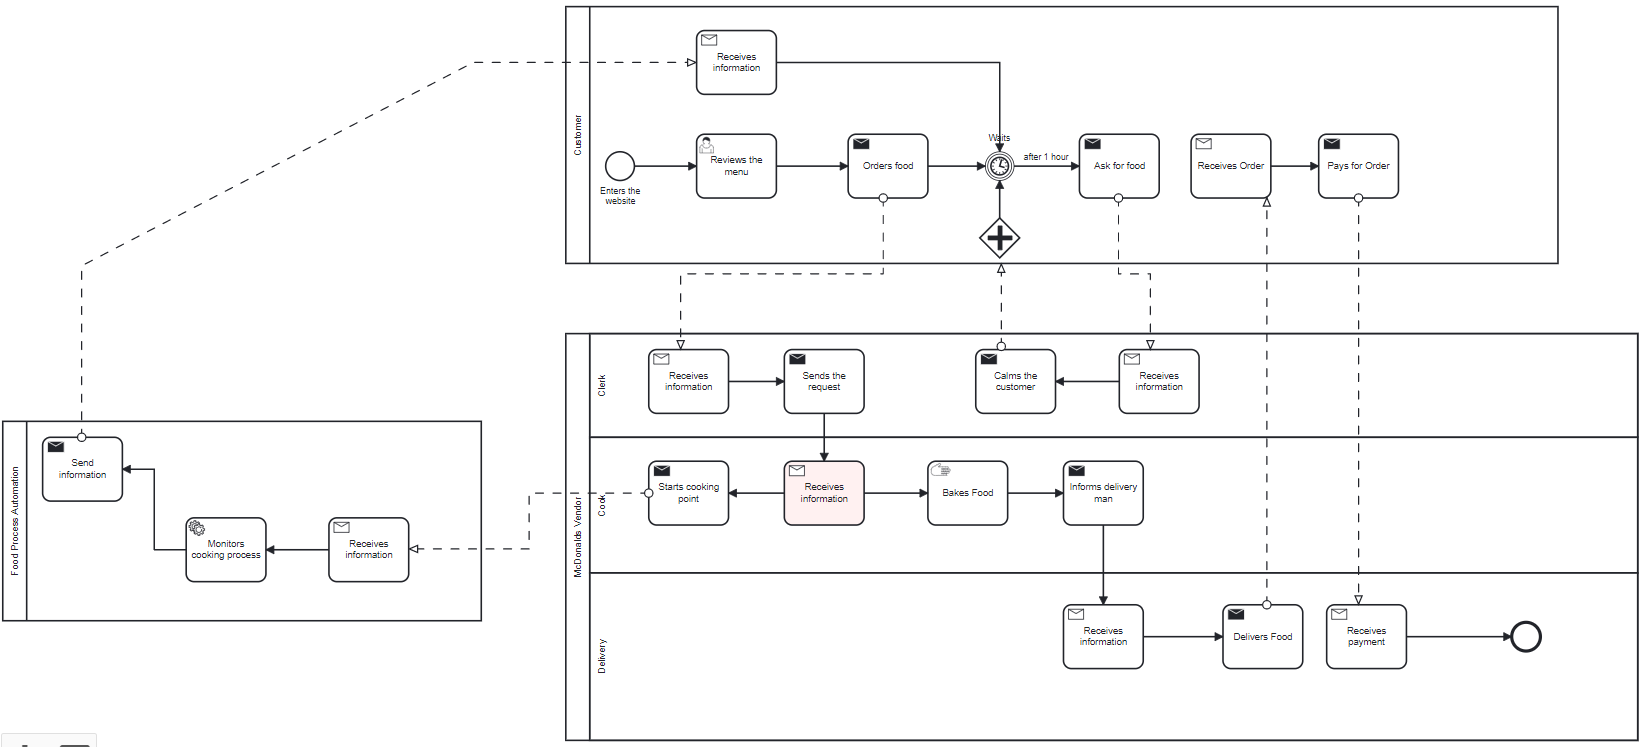 Customer
Receives
information
Enters the
website
Reviews the
menu
Orders food
Waits
after 1 hour
Ask for food
Receives Order
Pays for Order
McDonalds Vendor
Clerk
Receives
information
Sends the
request
Calms the
customer
Receives
information
Cook
Starts cooking
point
Receives
information
Bakes Food
Informs delivery
man
Delivery
Receives
information
Delivers Food
Receives
payment
Food Process Automation
Send
information
Monitors
cooking process
Receives
information